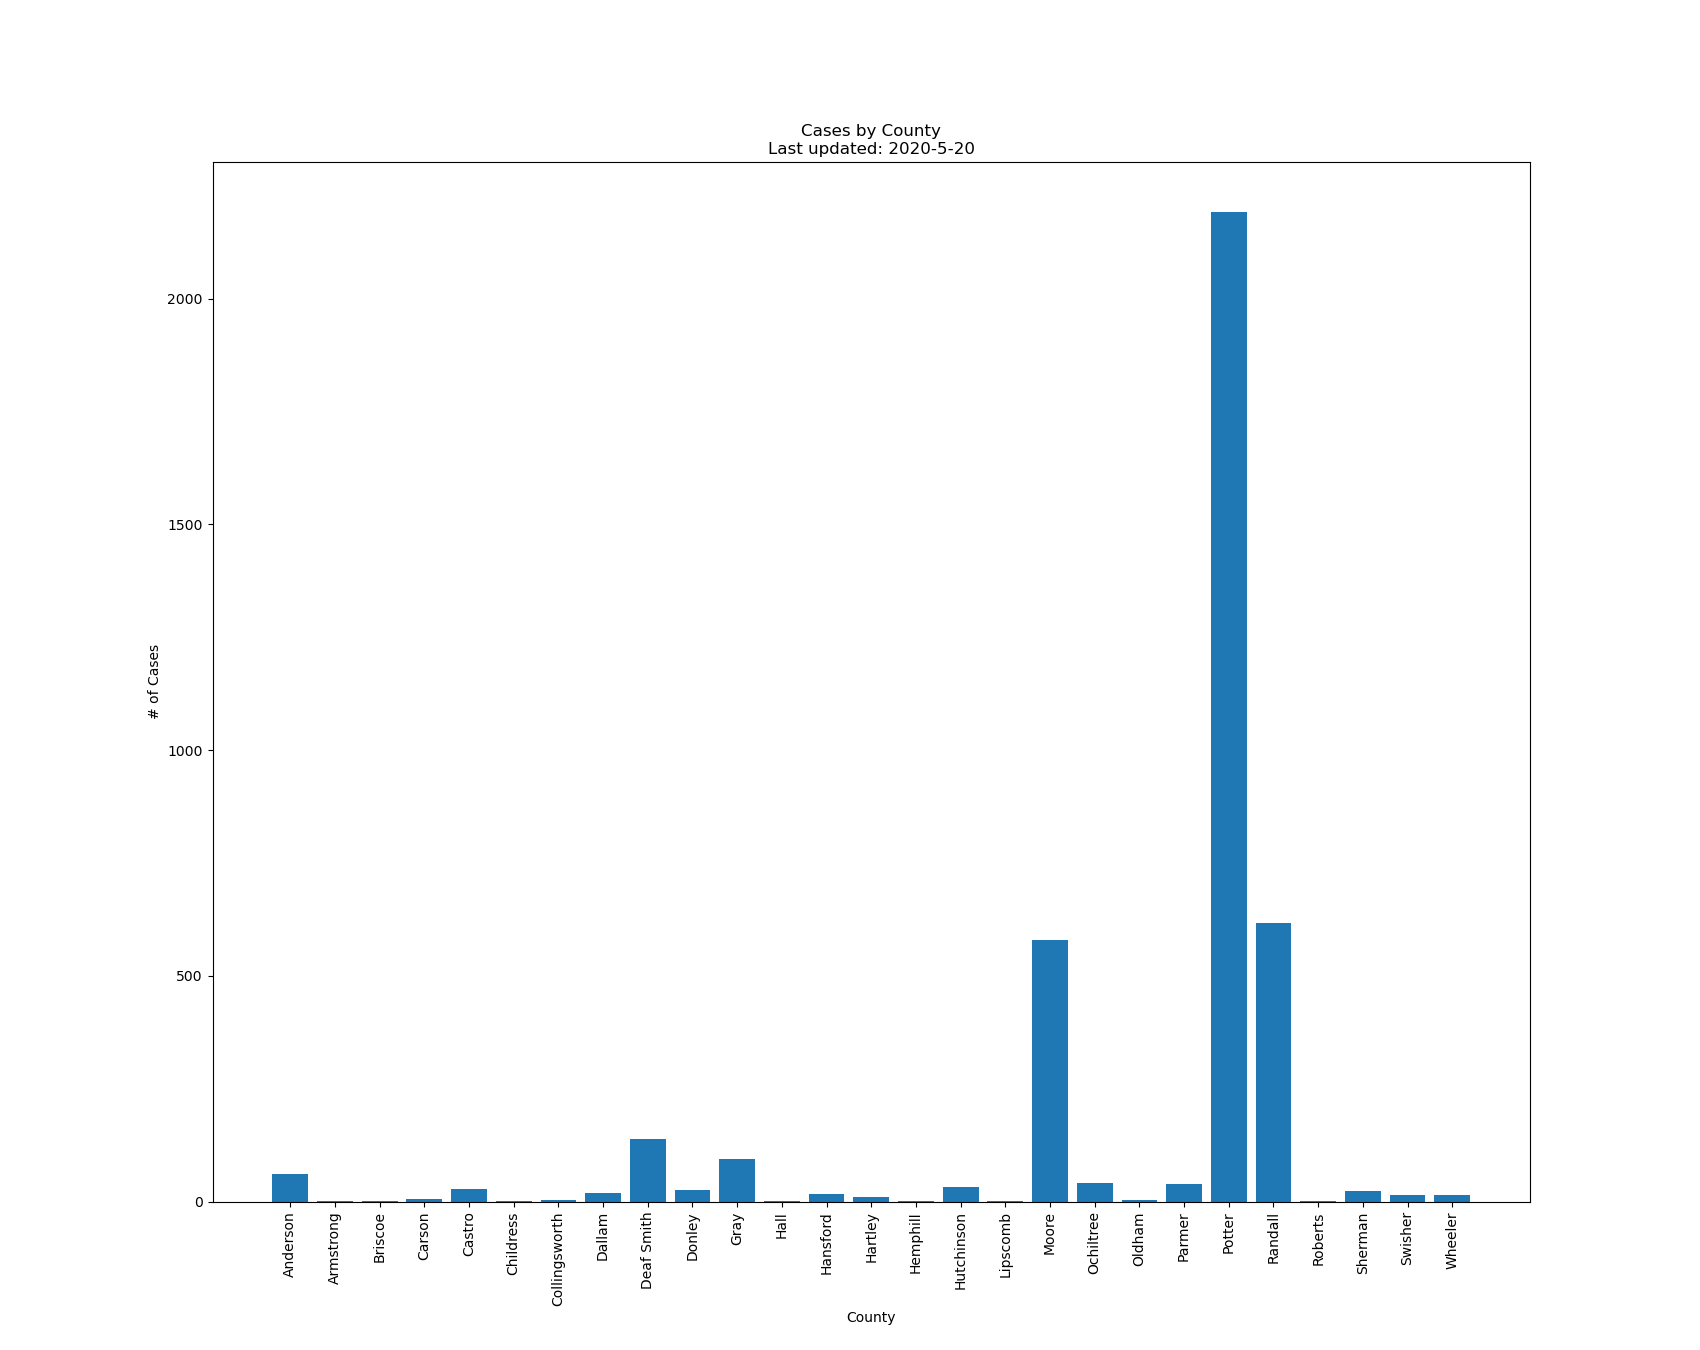 Cases by County
Last updated: 2020-5-20
2000
1500
1000
500
0
# of Cases
Anderson
Armstrong
Briscoe
Carson
Castro
Childress
Collingsworth
Dallam
Deaf Smith
Donley
Gray
Hall
Hansford
Hartley
Hemphill
Hutchinson
Lipscomb
Moore
Ochiltree
Oldham
Parmer
Potter
Randall
Roberts
Sherman
Swisher
Wheeler
County